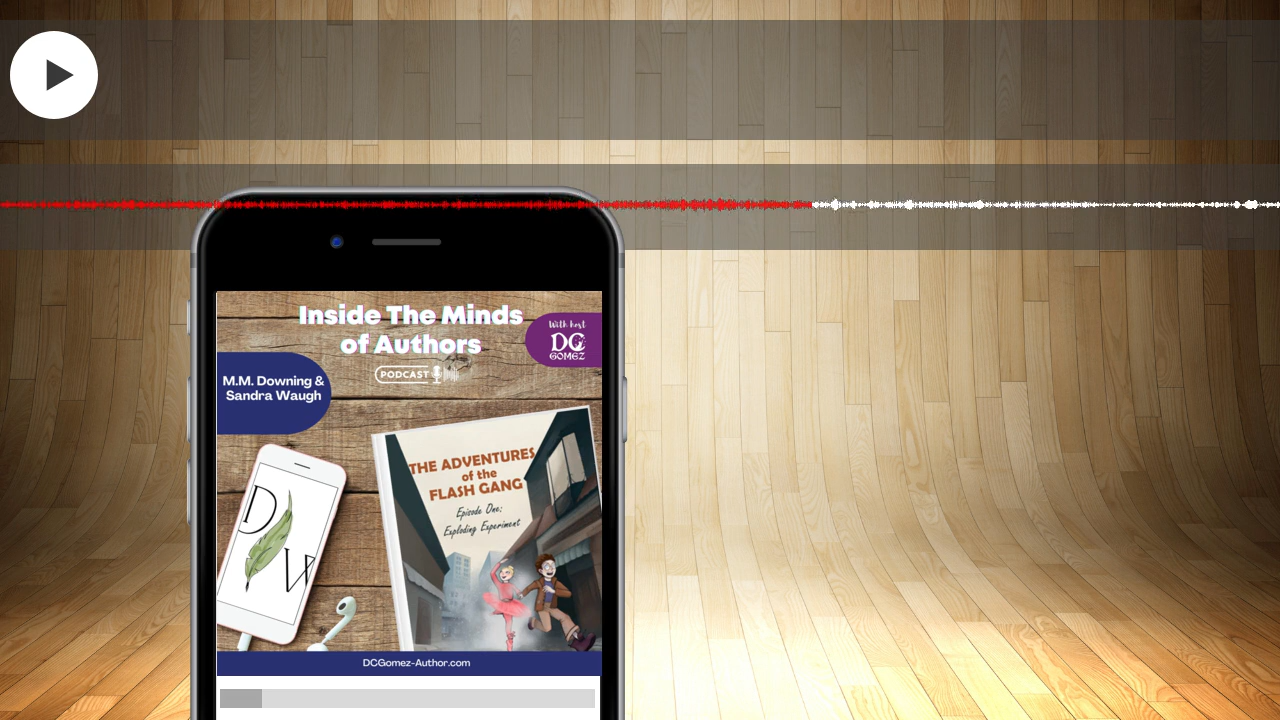 Inside The Minds
of Authors
With host
DG
GOMEZ
PODCAST
M.M. Downing &
Sandra Waugh
THE ADVENTURES
of the
FLASH GANG
Episode One:
Exploding Experiment
D
W
DCGomez-Author.com